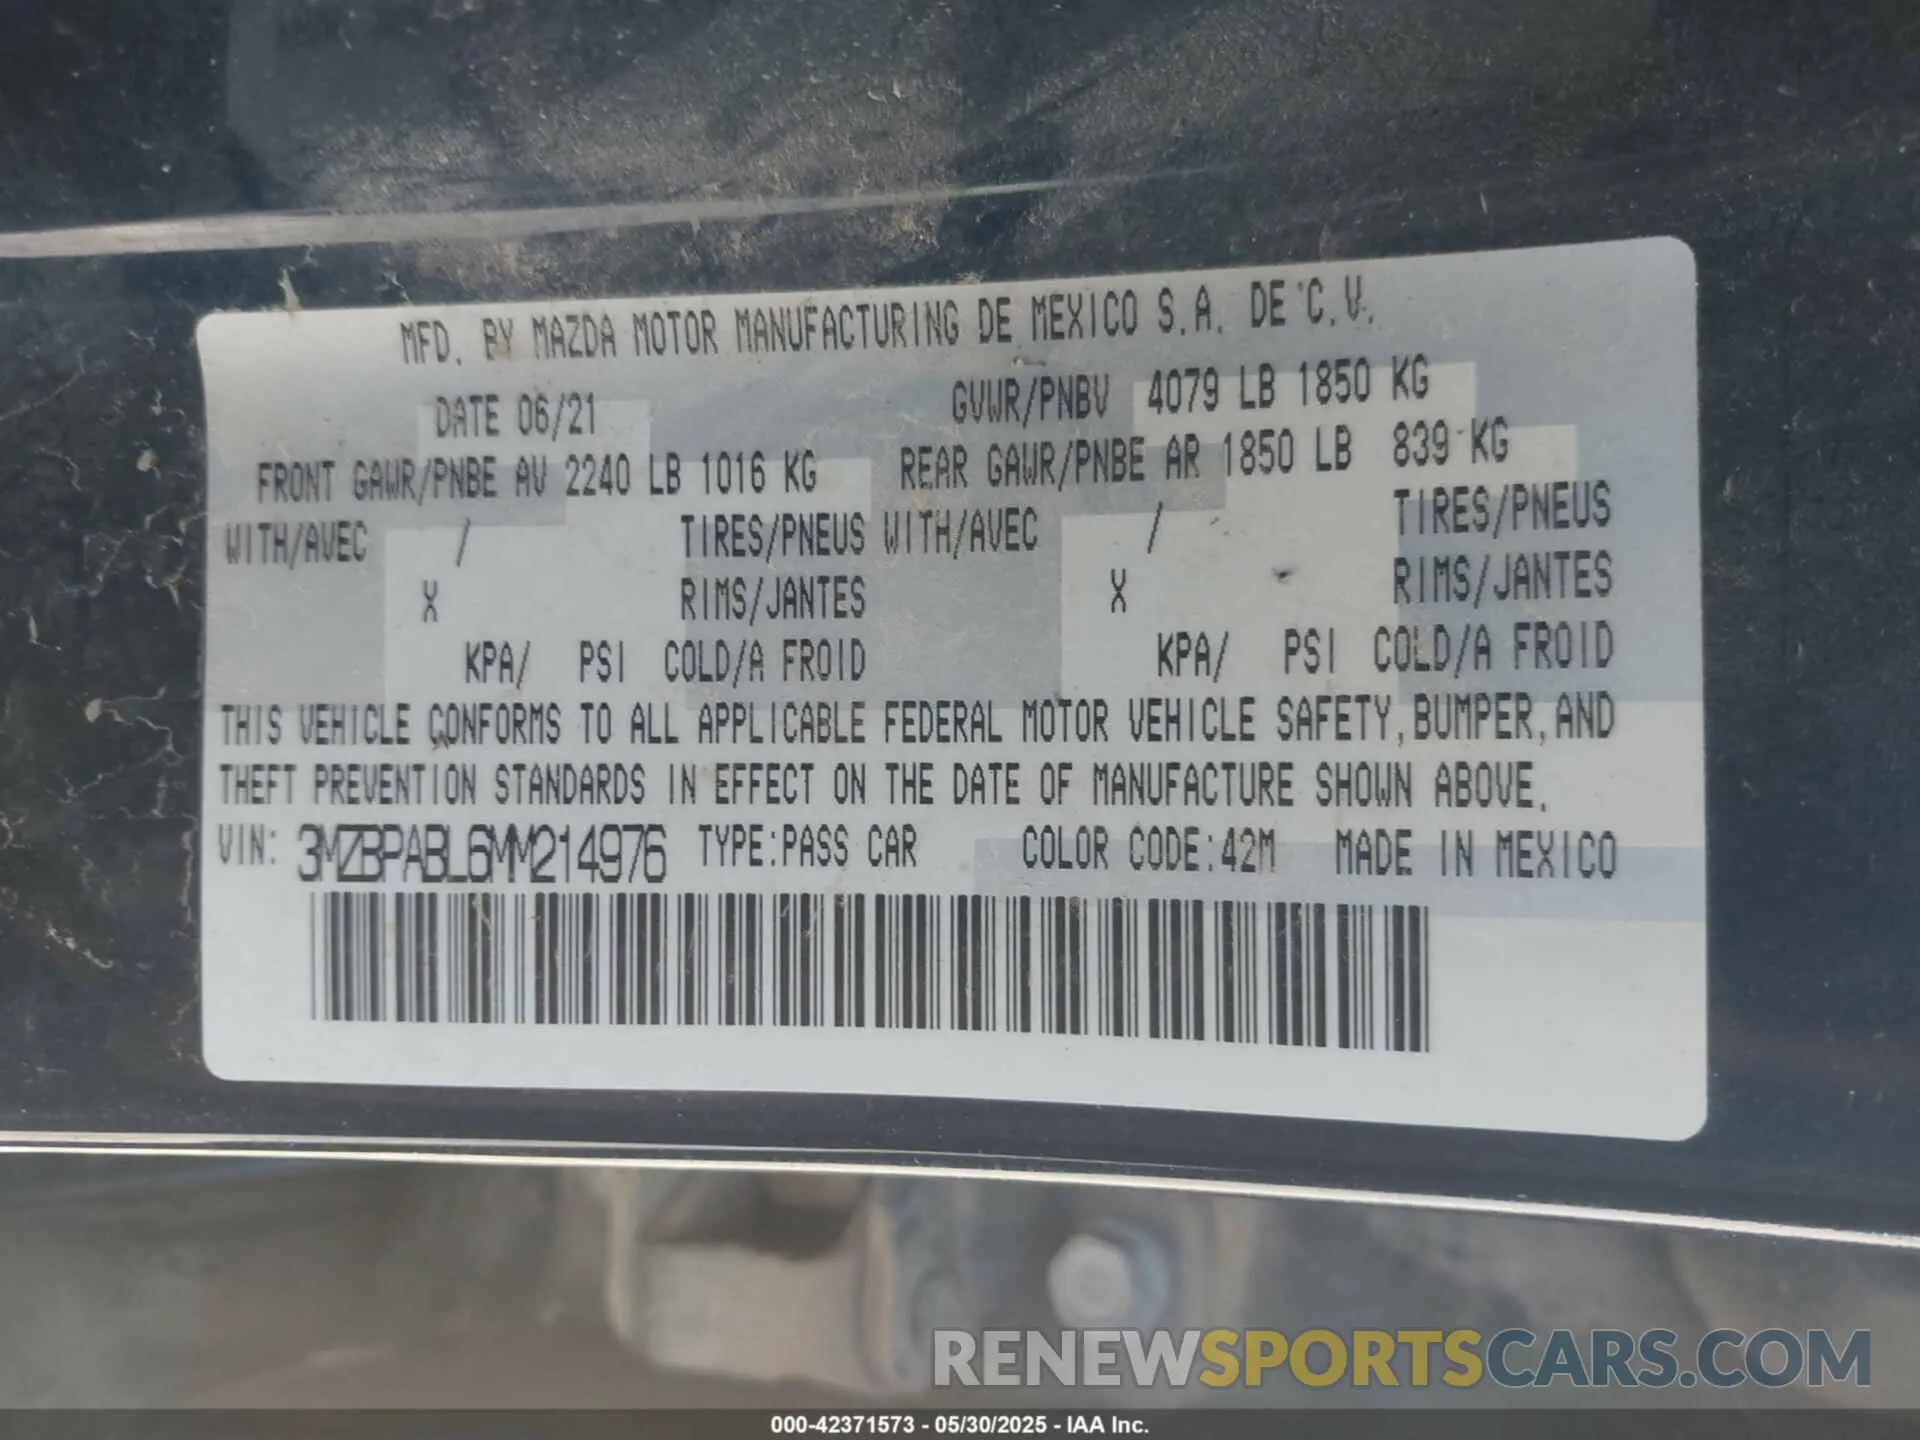 MFD. BY MAZDA MOTOR MANUFACTURING DE MEXICO S.A. DE C.V.
DATE 06/21 GVWR/PNBV 4079 LB 1850 KG
FRONT GAWR/PNBE AV 2240 LB 1016 KG REAR GAWR/PNBE AR 1850 LB 839 KG
WITH/AVEC / TIRES/PNEUS WITH/AVEC / TIRES/PNEUS
X RIMS/JANTES X RIMS/JANTES
KPA/ PSI COLD/A FROID KPA/ PSI COLD/A FROID
THIS VEHICLE CONFORMS TO ALL APPLICABLE FEDERAL MOTOR VEHICLE SAFETY, BUMPER, AND
THEFT PREVENTION STANDARDS IN EFFECT ON THE DATE OF MANUFACTURE SHOWN ABOVE.
VIN: 3MZBPABL6MM214976 TYPE:PASS CAR COLOR CODE:42M MADE IN MEXICO
RENEWSPORTSCARS.COM
000-42371573 - 05/30/2025 - IAA Inc.